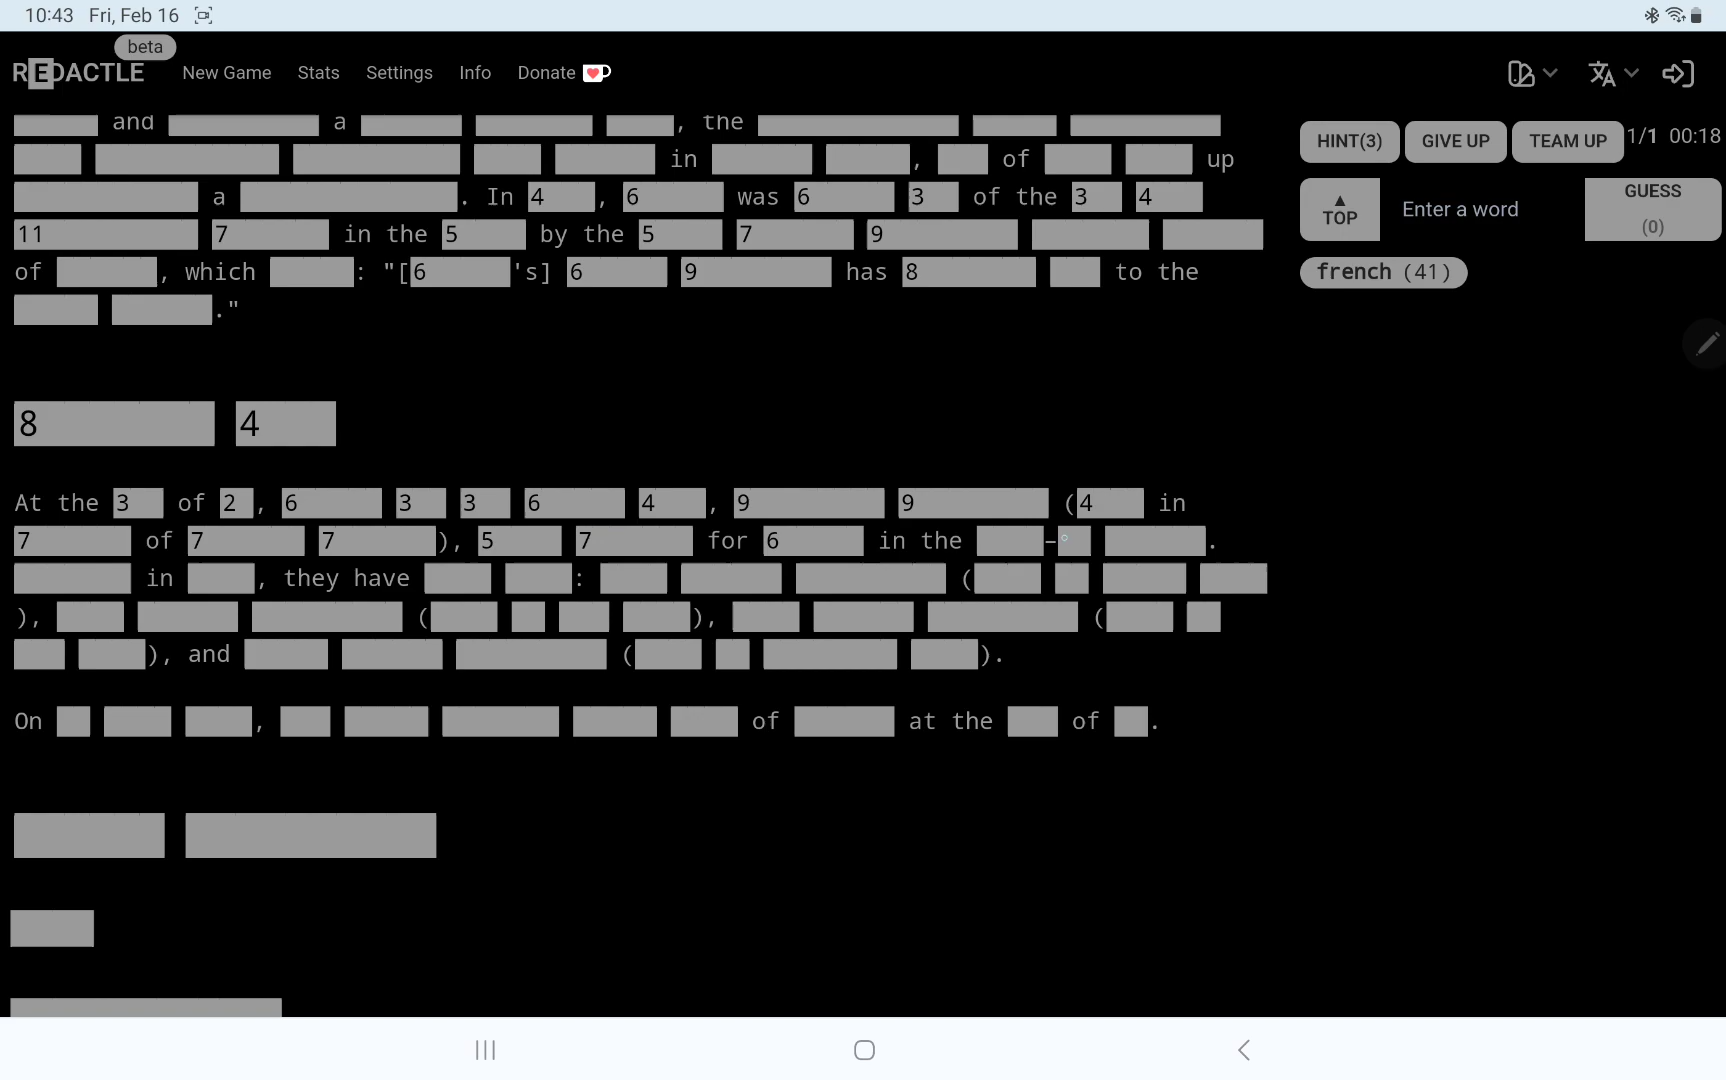 10:43 Fri, Feb 16
beta
REDACTLE New Game Stats Settings Info Donate
and a , the
in , of up
a . In 4 , 6 was 6 3 of the 3 4
11 7 in the 5 by the 5 7 9
of , which : "[6 's] 6 9 has 8 to the
."
HINT(3) GIVE UP TEAM UP 1/1 00:18
▲
TOP
Enter a word
GUESS
(0)
french (41)
8 4
At the 3 of 2 , 6 3 3 6 4 , 9 9 (4 in
7 of 7 7 ), 5 7 for 6 in the – .
in , they have : (
), ( ), (
), and ( ).
On , of at the of .